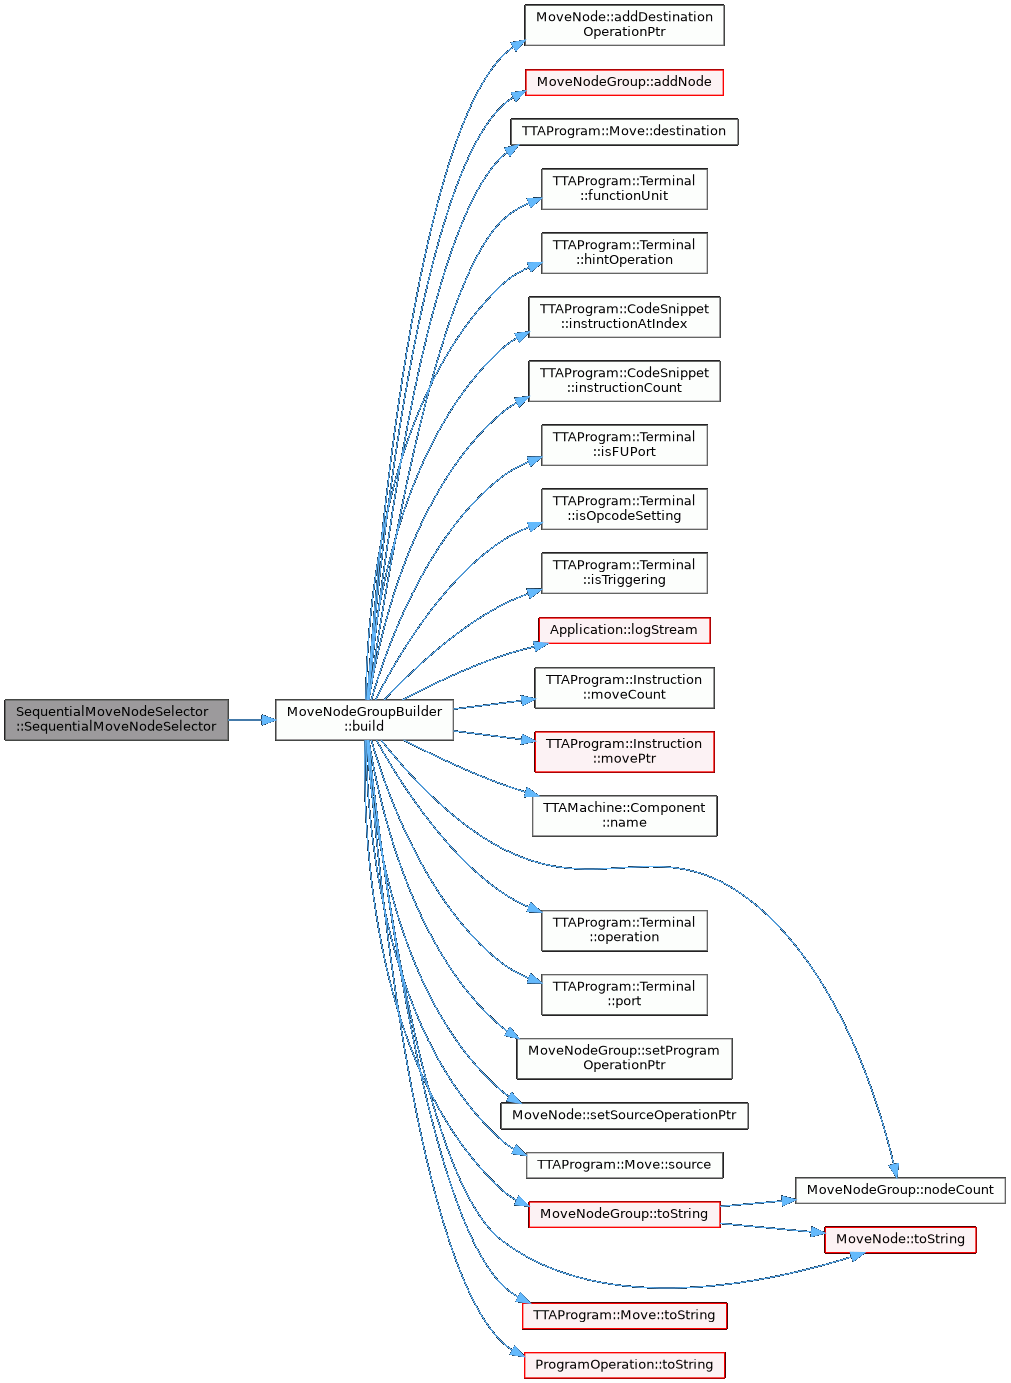 MoveNode::addDestination
OperationPtr
MoveNodeGroup::addNode
TTAProgram::Move::destination
TTAProgram::Terminal
::functionUnit
TTAProgram::Terminal
::hintOperation
TTAProgram::CodeSnippet
::instructionAtIndex
TTAProgram::CodeSnippet
::instructionCount
TTAProgram::Terminal
::isFUPort
TTAProgram::Terminal
::isOpcodeSetting
TTAProgram::Terminal
::isTriggering
Application::logStream
TTAProgram::Instruction
::moveCount
SequentialMoveNodeSelector
::SequentialMoveNodeSelector
MoveNodeGroupBuilder
::build
TTAProgram::Instruction
::movePtr
TTAMachine::Component
::name
TTAProgram::Terminal
::operation
TTAProgram::Terminal
::port
MoveNodeGroup::setProgram
OperationPtr
MoveNode::setSourceOperationPtr
TTAProgram::Move::source
MoveNodeGroup::nodeCount
MoveNodeGroup::toString
MoveNode::toString
TTAProgram::Move::toString
ProgramOperation::toString